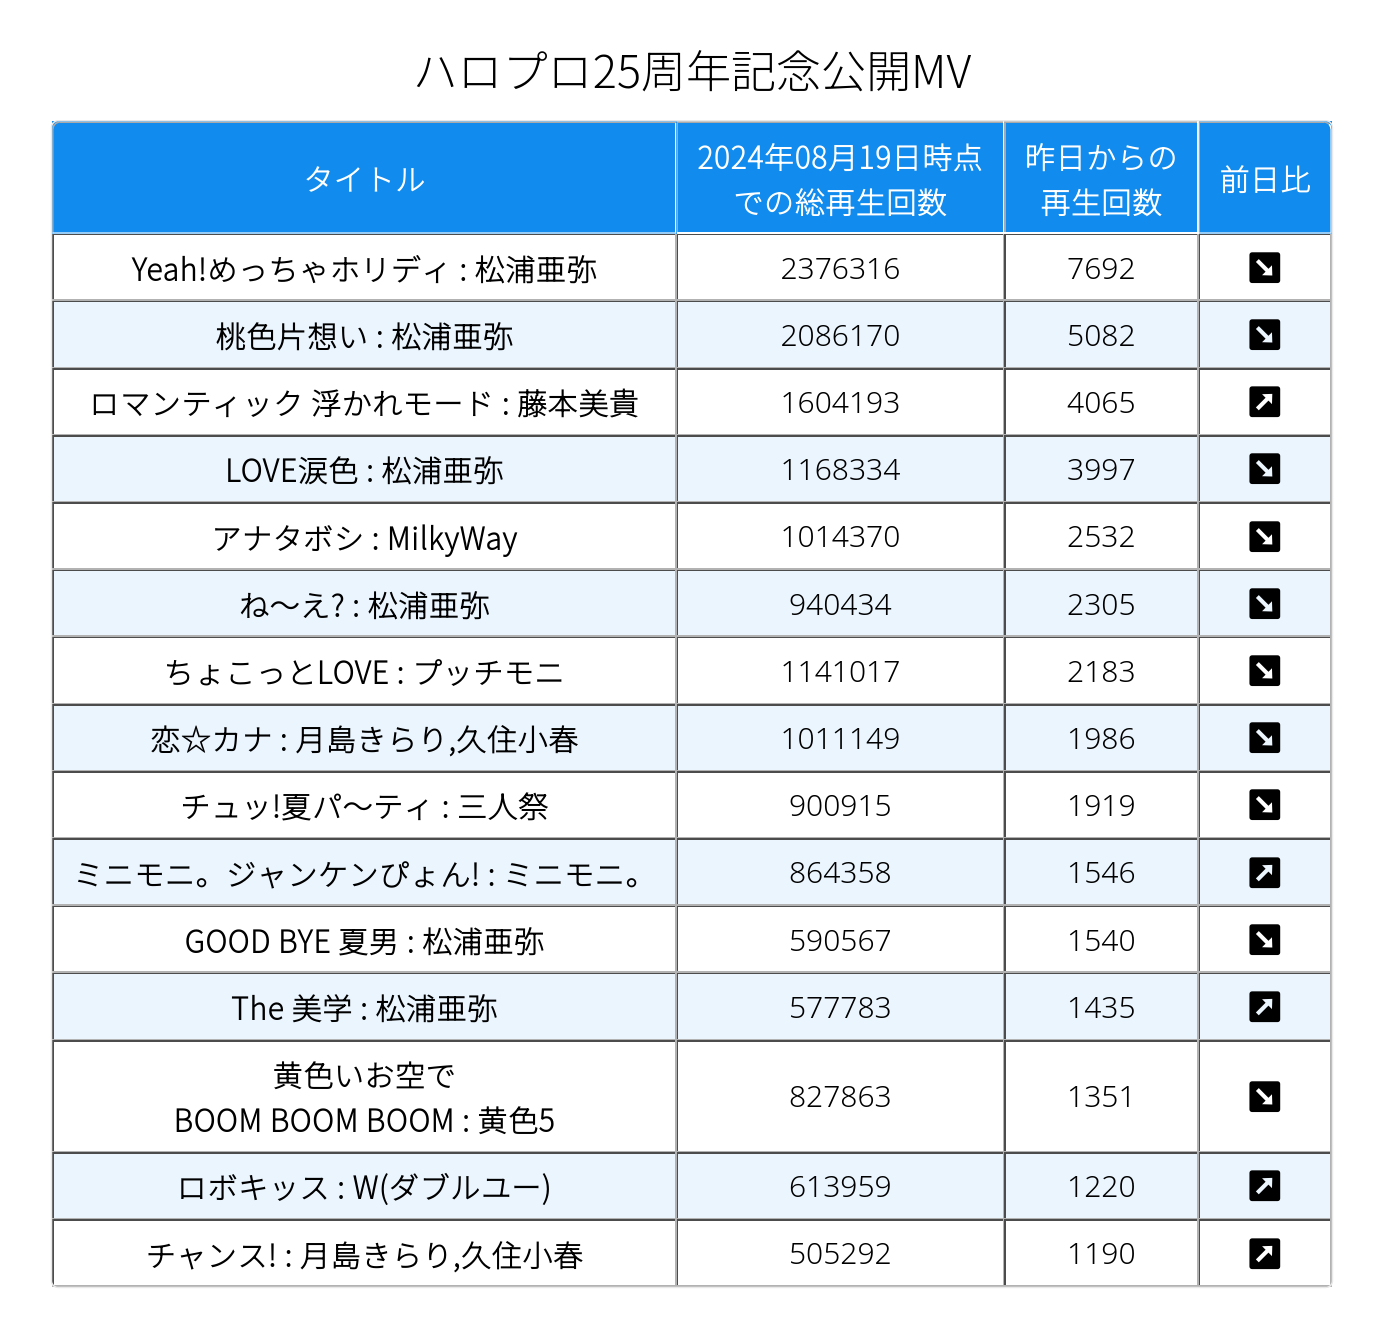 ハロプロ25周年記念公開MV
タイトル
2024年08月19日時点
での総再生回数
昨日からの
再生回数
前日比
Yeah!めっちゃホリディ : 松浦亜弥 2376316 7692 ↘
桃色片想い : 松浦亜弥 2086170 5082 ↘
ロマンティック 浮かれモード : 藤本美貴 1604193 4065 ↗
LOVE涙色 : 松浦亜弥 1168334 3997 ↘
アナタボシ : MilkyWay 1014370 2532 ↘
ね〜え? : 松浦亜弥 940434 2305 ↘
ちょこっとLOVE : プッチモニ 1141017 2183 ↘
恋☆カナ : 月島きらり,久住小春 1011149 1986 ↘
チュッ!夏パ〜ティ : 三人祭 900915 1919 ↘
ミニモニ。ジャンケンぴょん! : ミニモニ。 864358 1546 ↗
GOOD BYE 夏男 : 松浦亜弥 590567 1540 ↘
The 美学 : 松浦亜弥 577783 1435 ↗
黄色いお空で
BOOM BOOM BOOM : 黄色5 827863 1351 ↘
ロボキッス : W(ダブルユー) 613959 1220 ↗
チャンス! : 月島きらり,久住小春 505292 1190 ↗